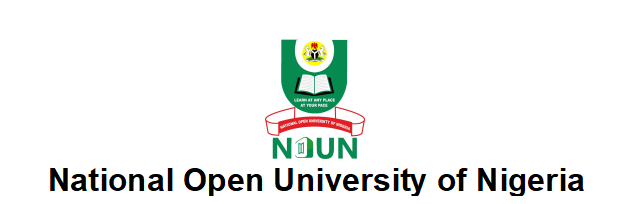 LEARN AT ANY PLACE
AT YOUR PACE
NATIONAL OPEN UNIVERSITY OF NIGERIA
NOUN
National Open University of Nigeria